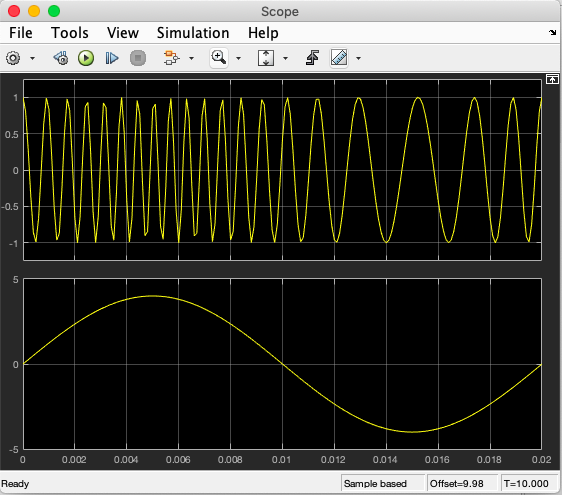 Scope
File Tools View Simulation Help
1
0.5
0
-0.5
-1
5
0
-5
0 0.002 0.004 0.006 0.008 0.01 0.012 0.014 0.016 0.018 0.02
Ready Sample based Offset=9.98 T=10.000